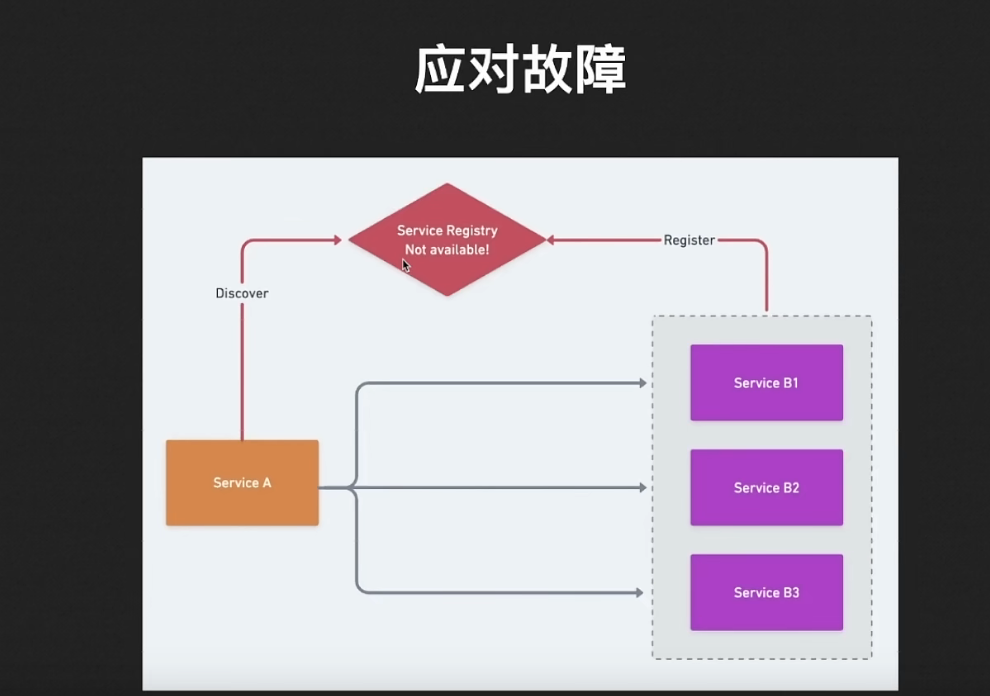 应对故障
Service Registry
Not available!
Register
Discover
Service B1
Service A
Service B2
Service B3